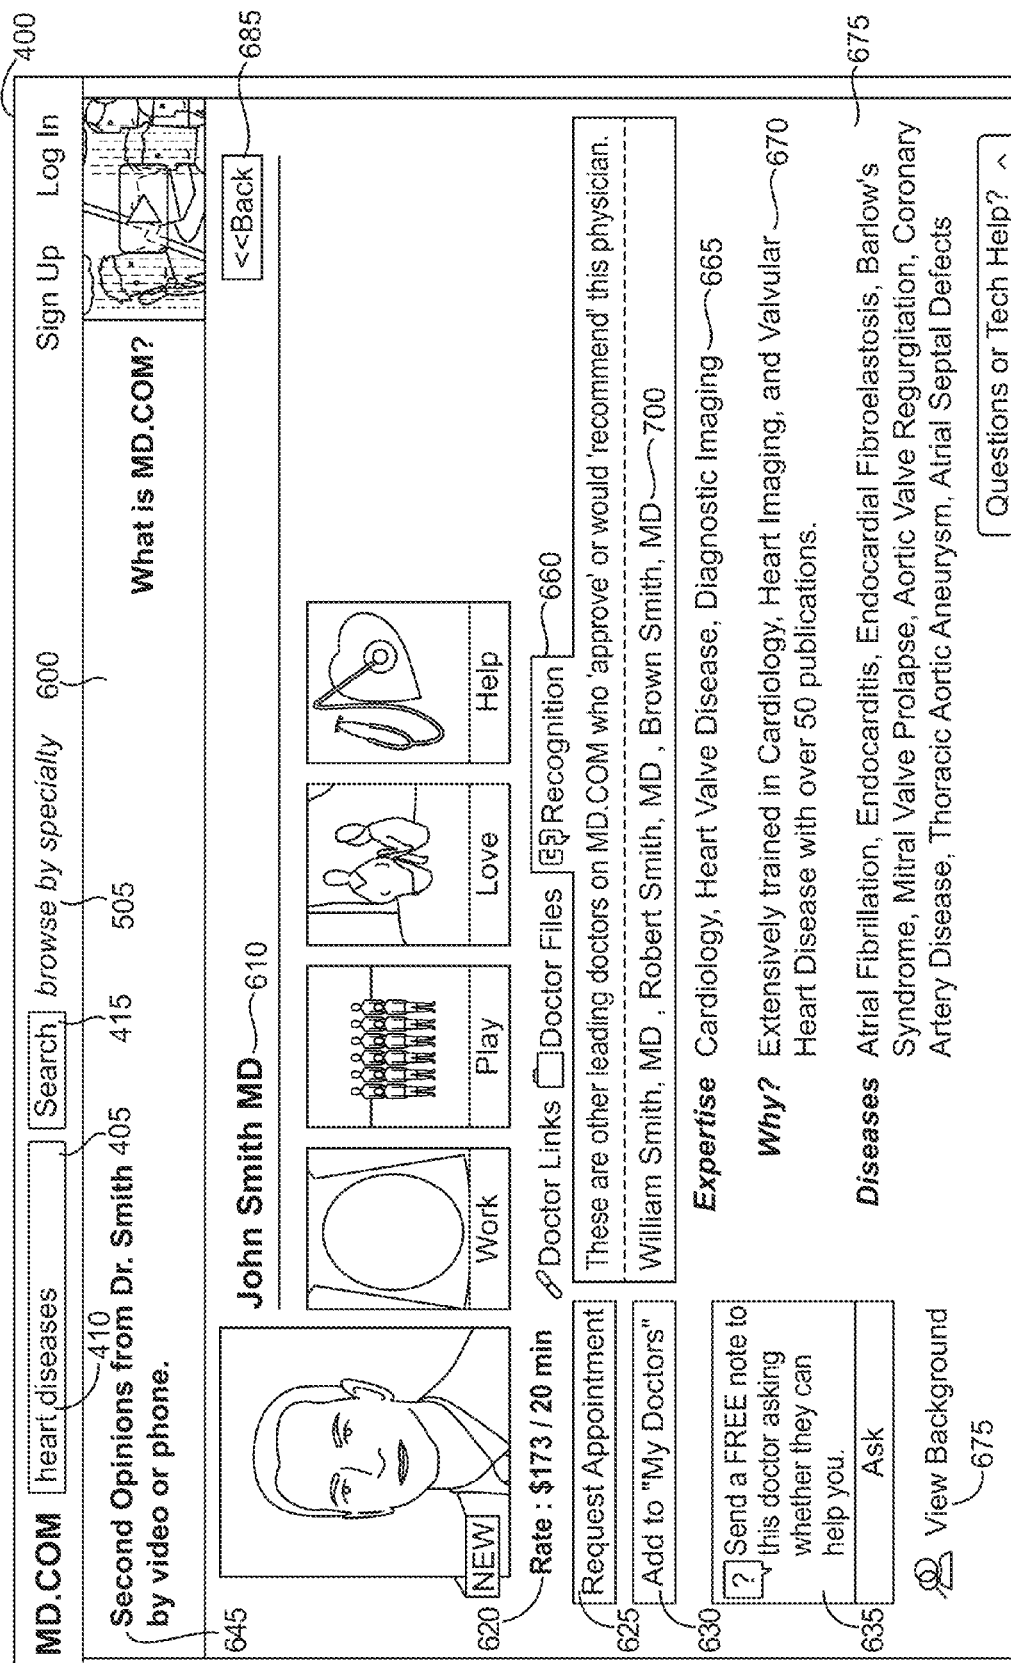 400
MD.COM heart diseases Search browse by specialty Sign Up Log In
410 405 415 505 600
Second Opinions from Dr. Smith
by video or phone.
What is MD.COM?
645
John Smith MD 610
<<Back 685
NEW
Work Play Love Help
620 Rate : $173 / 20 min
Doctor Links Doctor Files Recognition 660
625 Request Appointment
These are other leading doctors on MD.COM who 'approve' or would 'recommend' this physician.
630 Add to "My Doctors"
William Smith, MD , Robert Smith, MD , Brown Smith, MD 700
Expertise Cardiology, Heart Valve Disease, Diagnostic Imaging 665
635
? Send a FREE note to
this doctor asking
whether they can
help you.
Ask
Why? Extensively trained in Cardiology, Heart Imaging, and Valvular 670
Heart Disease with over 50 publications.
Diseases Atrial Fibrillation, Endocarditis, Endocardial Fibroelastosis, Barlow's 675
Syndrome, Mitral Valve Prolapse, Aortic Valve Regurgitation, Coronary
Artery Disease, Thoracic Aortic Aneurysm, Atrial Septal Defects
View Background
675
Questions or Tech Help? ^